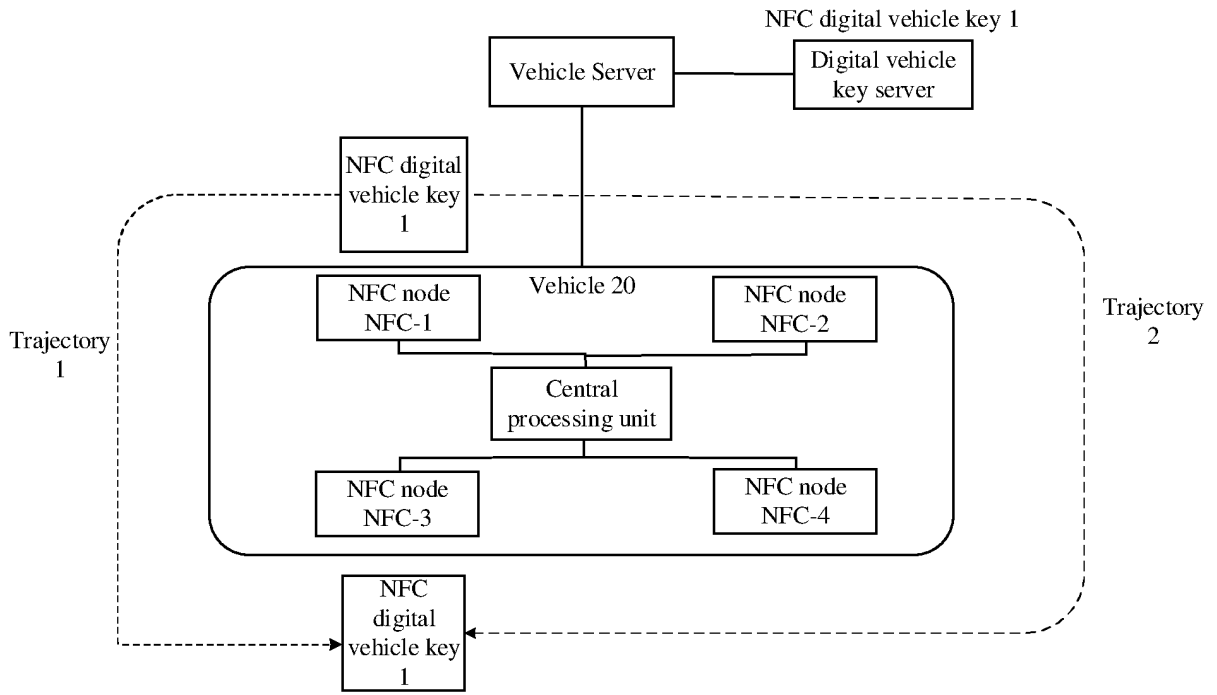 NFC digital vehicle key 1
Vehicle Server
Digital vehicle
key server
NFC digital
vehicle key
1
Vehicle 20
NFC node
NFC-1
NFC node
NFC-2
Trajectory
1
Trajectory
2
Central
processing unit
NFC node
NFC-3
NFC node
NFC-4
NFC
digital
vehicle key
1